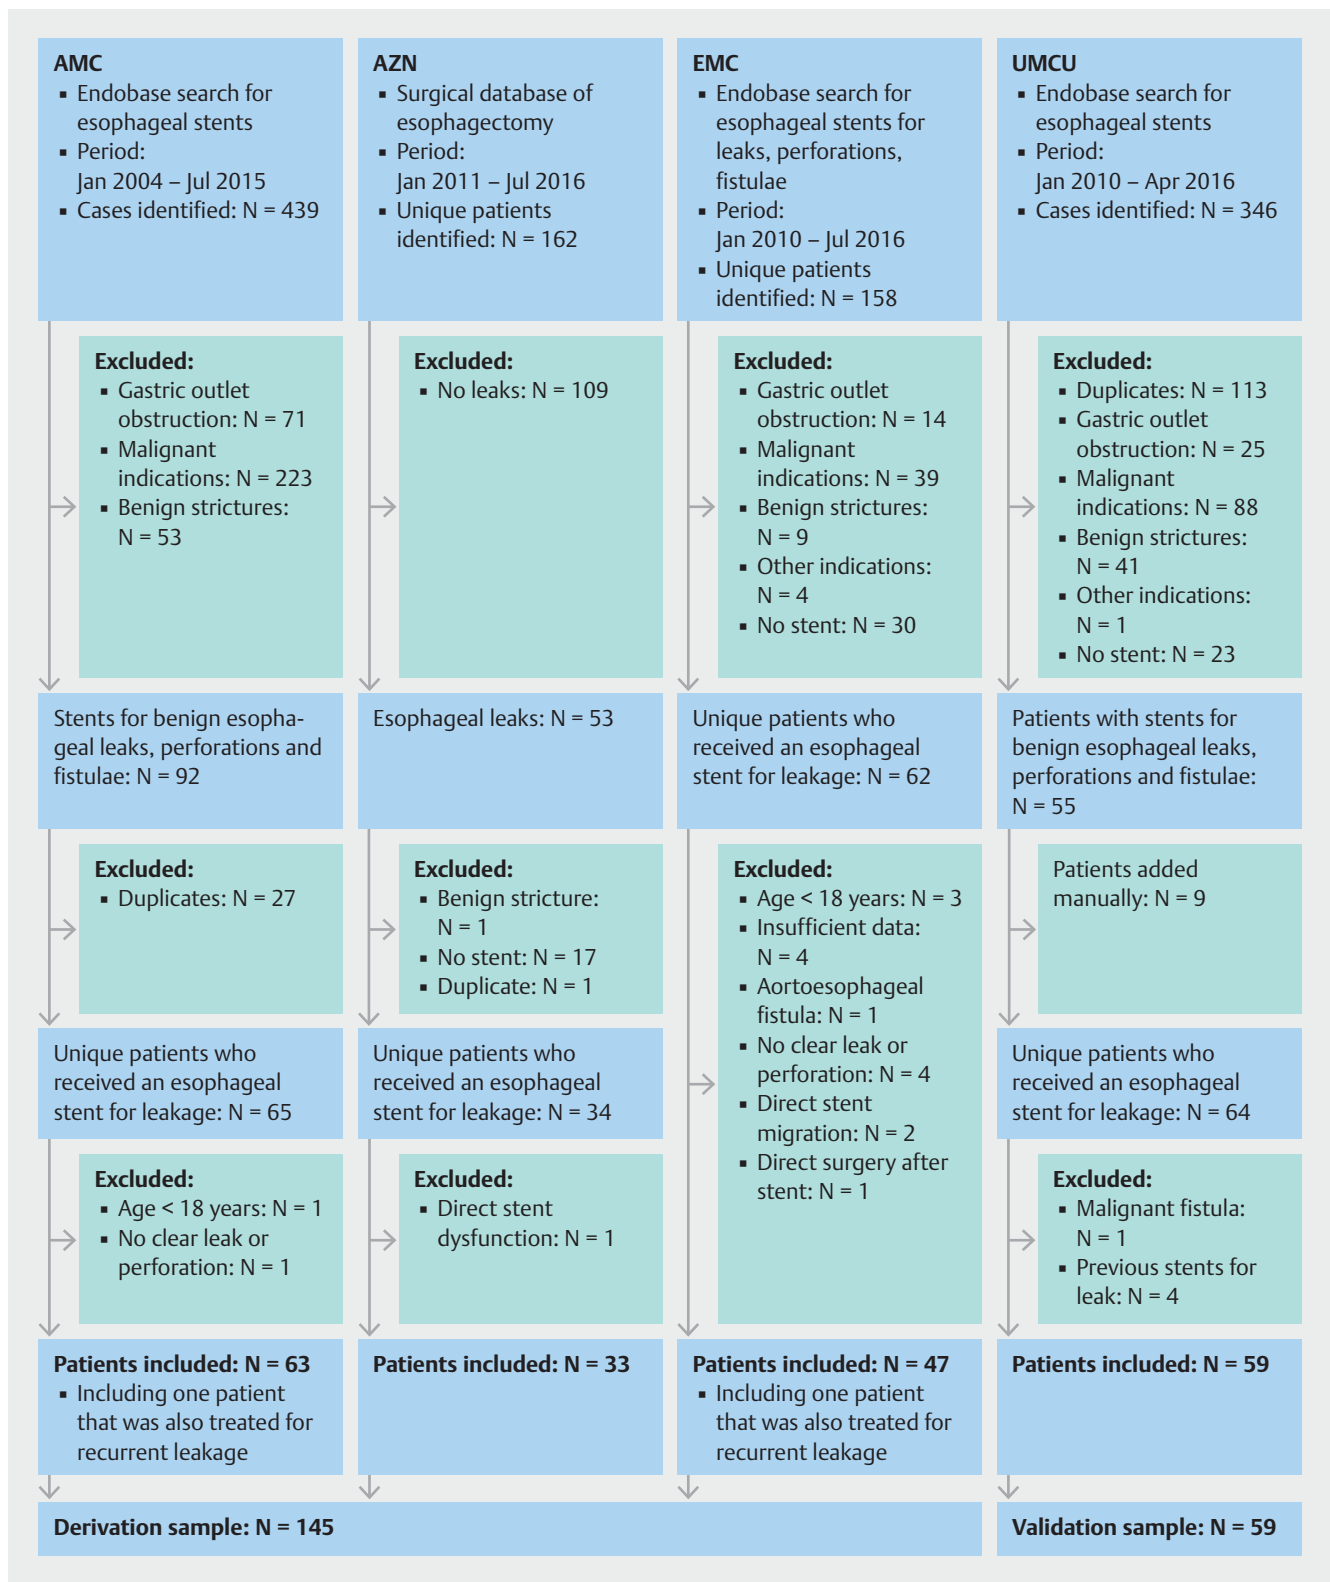 AMC
▪ Endobase search for
esophageal stents
▪ Period:
Jan 2004 – Jul 2015
▪ Cases identified: N = 439
AZN
▪ Surgical database of
esophagectomy
▪ Period:
Jan 2011 – Jul 2016
▪ Unique patients
identified: N = 162
EMC
▪ Endobase search for
esophageal stents for
leaks, perforations,
fistulae
▪ Period:
Jan 2010 – Jul 2016
▪ Unique patients
identified: N = 158
UMCU
▪ Endobase search for
esophageal stents
▪ Period:
Jan 2010 – Apr 2016
▪ Cases identified: N = 346
Excluded:
▪ Gastric outlet
obstruction: N = 71
▪ Malignant
indications: N = 223
▪ Benign strictures:
N = 53
Excluded:
▪ No leaks: N = 109
Excluded:
▪ Gastric outlet
obstruction: N = 14
▪ Malignant
indications: N = 39
▪ Benign strictures:
N = 9
▪ Other indications:
N = 4
▪ No stent: N = 30
Excluded:
▪ Duplicates: N = 113
▪ Gastric outlet
obstruction: N = 25
▪ Malignant
indications: N = 88
▪ Benign strictures:
N = 41
▪ Other indications:
N = 1
▪ No stent: N = 23
Stents for benign esopha-
geal leaks, perforations and
fistulae: N = 92
Esophageal leaks: N = 53
Unique patients who
received an esophageal
stent for leakage: N = 62
Patients with stents for
benign esophageal leaks,
perforations and fistulae:
N = 55
Excluded:
▪ Duplicates: N = 27
Excluded:
▪ Benign stricture:
N = 1
▪ No stent: N = 17
▪ Duplicate: N = 1
Excluded:
▪ Age < 18 years: N = 3
▪ Insufficient data:
N = 4
▪ Aortoesophageal
fistula: N = 1
▪ No clear leak or
perforation: N = 4
▪ Direct stent
migration: N = 2
▪ Direct surgery after
stent: N = 1
Patients added
manually: N = 9
Unique patients who
received an esophageal
stent for leakage: N = 65
Unique patients who
received an esophageal
stent for leakage: N = 34
Unique patients who
received an esophageal
stent for leakage: N = 64
Excluded:
▪ Age < 18 years: N = 1
▪ No clear leak or
perforation: N = 1
Excluded:
▪ Direct stent
dysfunction: N = 1
Excluded:
▪ Malignant fistula:
N = 1
▪ Previous stents for
leak: N = 4
Patients included: N = 63
▪ Including one patient
that was also treated for
recurrent leakage
Patients included: N = 33
Patients included: N = 47
▪ Including one patient
that was also treated for
recurrent leakage
Patients included: N = 59
Derivation sample: N = 145
Validation sample: N = 59